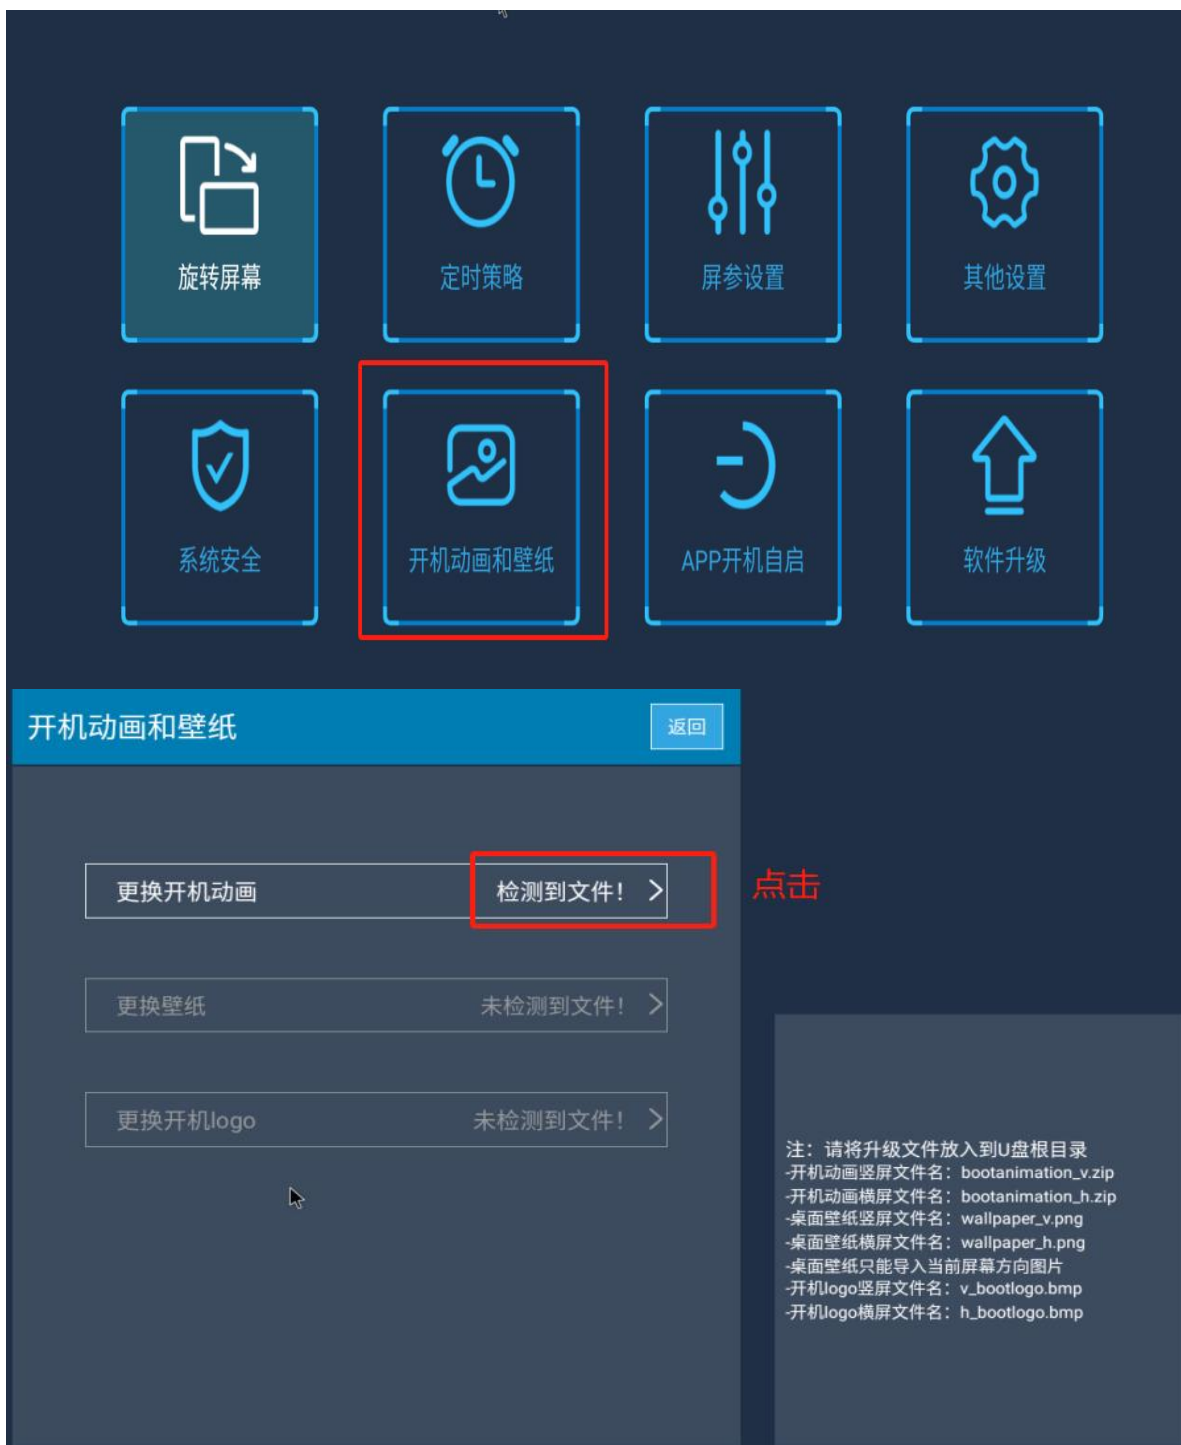 旋转屏幕
定时策略
屏参设置
其他设置
系统安全
开机动画和壁纸
APP开机自启
软件升级
开机动画和壁纸
返回
更换开机动画
检测到文件！
点击
更换壁纸
未检测到文件！
更换开机logo
未检测到文件！
注：请将升级文件放入到U盘根目录
-开机动画竖屏文件名：bootanimation_v.zip
-开机动画横屏文件名：bootanimation_h.zip
-桌面壁纸竖屏文件名：wallpaper_v.png
-桌面壁纸横屏文件名：wallpaper_h.png
-桌面壁纸只能导入当前屏幕方向图片
-开机logo竖屏文件名：v_bootlogo.bmp
-开机logo横屏文件名：h_bootlogo.bmp